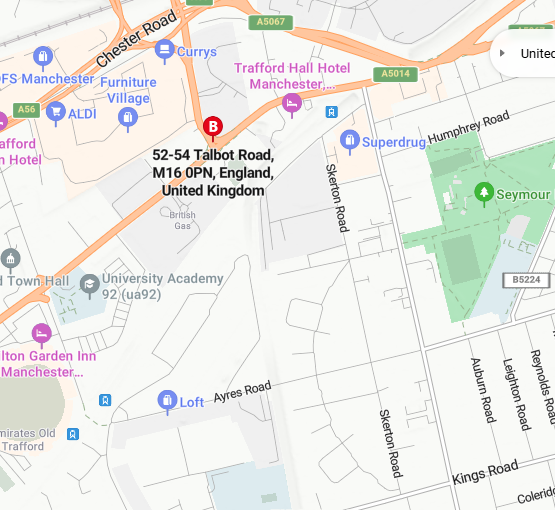 A5067
Chester Road
Currys
United
Trafford Hall Hotel
Manchester,...
A5014
OFS Manchester
Furniture
Village
A56
ALDI
B
Humphrey Road
Superdrug
52-54 Talbot Road,
M16 0PN, England,
United Kingdom
Skerton Road
Seymour
British
Gas
Town Hall
University Academy
92 (ua92)
B5224
lton Garden Inn
Manchester...
Loft
Ayres Road
Auburn Road
Leighton Road
Reynolds Road
Skerton Road
mirates Old
Trafford
Kings Road
Colerid